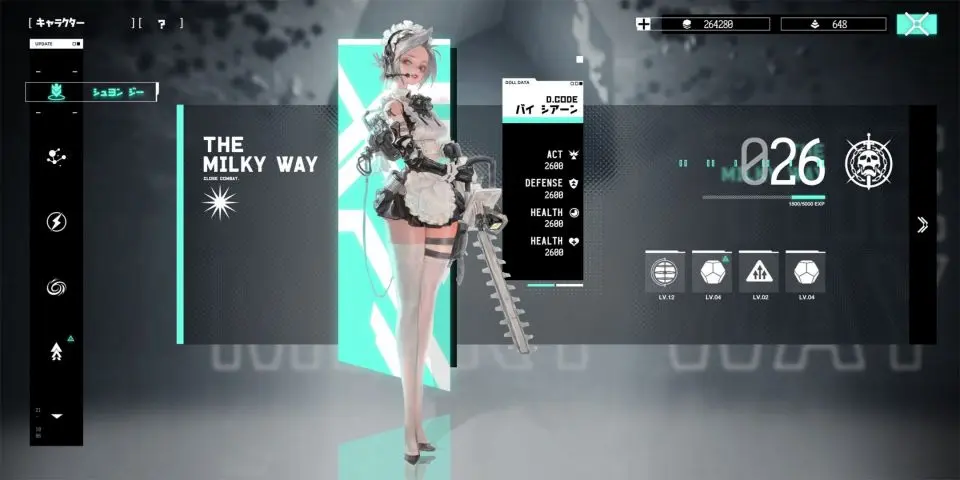 [ キャラクター ] [ ? ]
264280
648
UPDATE
シュヨン ジー
THE
MILKY WAY
CLOSE COMBAT.
DOLL DATA
D.CODE
バイ シアーン
ACT
2600
DEFENSE
2600
HEALTH
2600
HEALTH
2600
026
1500/5000 EXP
LV.12
LV.04
LV.02
LV.04
MILKY WAY